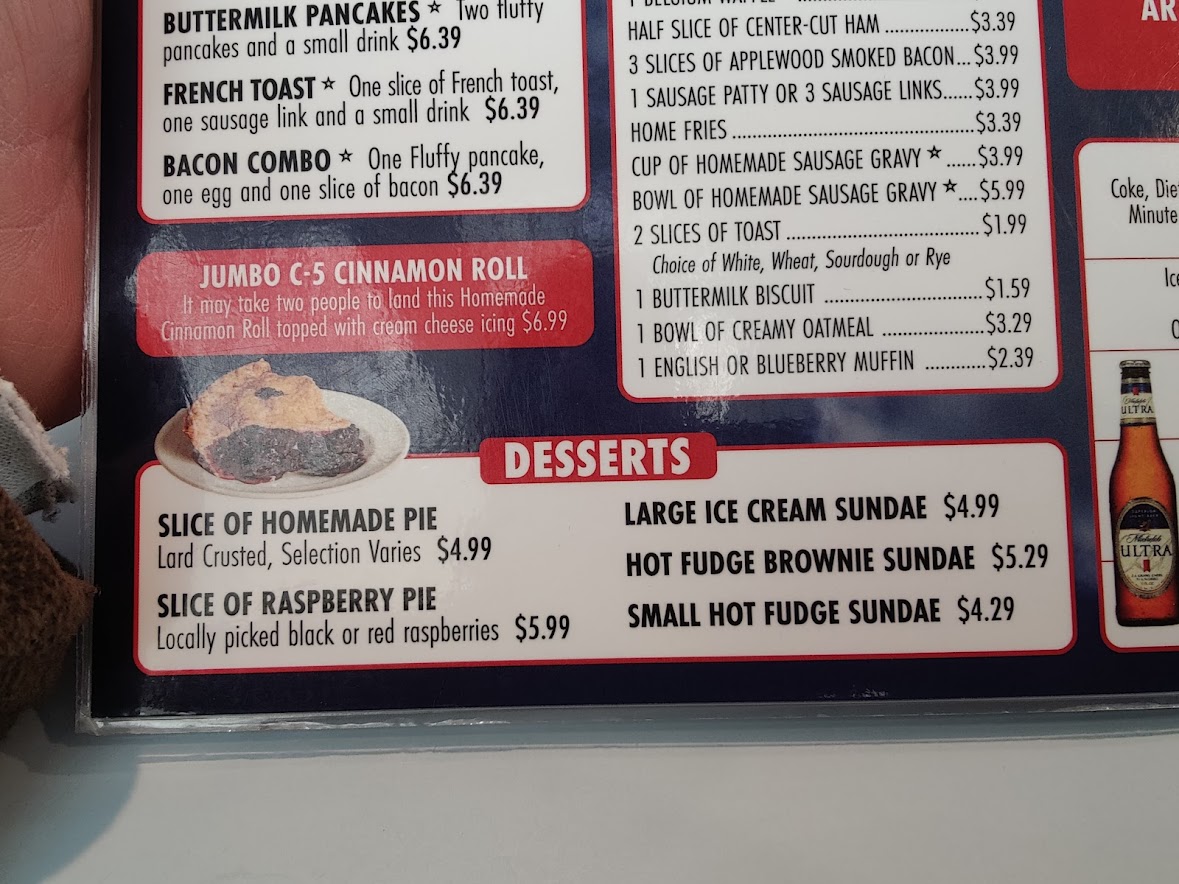 BUTTERMILK PANCAKES ☆ Two fluffy
pancakes and a small drink $6.39
FRENCH TOAST ☆ One slice of French toast,
one sausage link and a small drink $6.39
BACON COMBO ☆ One Fluffy pancake,
one egg and one slice of bacon $6.39
JUMBO C-5 CINNAMON ROLL
It may take two people to land this Homemade
Cinnamon Roll topped with cream cheese icing $6.99
1 BELGIUM WAFFLE
HALF SLICE OF CENTER-CUT HAM ................$3.39
3 SLICES OF APPLEWOOD SMOKED BACON...$3.99
1 SAUSAGE PATTY OR 3 SAUSAGE LINKS......$3.99
HOME FRIES .............................................$3.39
CUP OF HOMEMADE SAUSAGE GRAVY ☆ ......$3.99
BOWL OF HOMEMADE SAUSAGE GRAVY ☆....$5.99
2 SLICES OF TOAST ...................................$1.99
Choice of White, Wheat, Sourdough or Rye
1 BUTTERMILK BISCUIT .............................$1.59
1 BOWL OF CREAMY OATMEAL ...................$3.29
1 ENGLISH OR BLUEBERRY MUFFIN ............$2.39
DESSERTS
SLICE OF HOMEMADE PIE
Lard Crusted, Selection Varies $4.99
SLICE OF RASPBERRY PIE
Locally picked black or red raspberries $5.99
LARGE ICE CREAM SUNDAE $4.99
HOT FUDGE BROWNIE SUNDAE $5.29
SMALL HOT FUDGE SUNDAE $4.29
AR
Coke, Die
Minute
Ice
ULTRA
Michelob
ULTRA